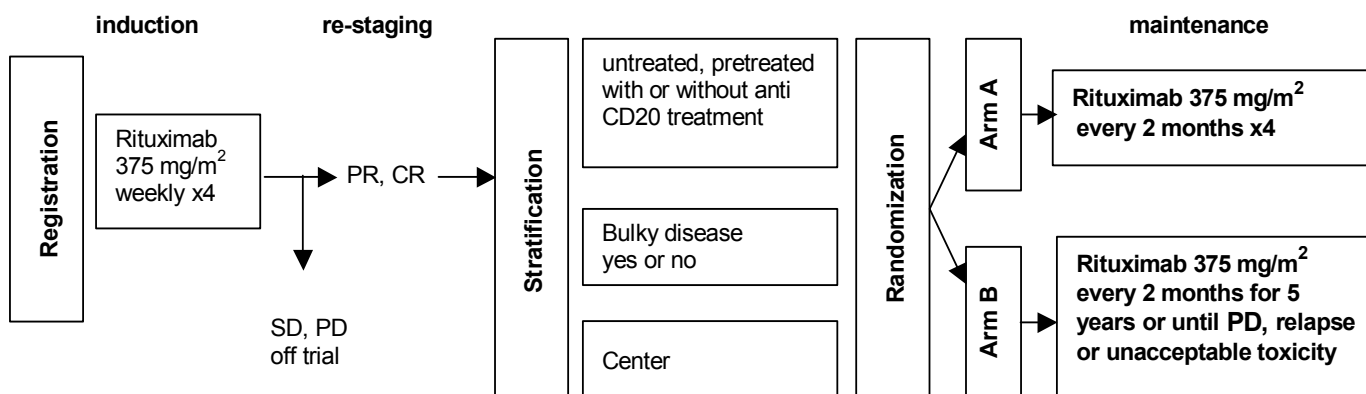 induction
re-staging
maintenance
Registration
Rituximab
375 mg/m²
weekly x4
PR, CR
SD, PD
off trial
Stratification
untreated, pretreated
with or without anti
CD20 treatment
Bulky disease
yes or no
Center
Randomization
Arm A
Rituximab 375 mg/m²
every 2 months x4
Arm B
Rituximab 375 mg/m²
every 2 months for 5
years or until PD, relapse
or unacceptable toxicity